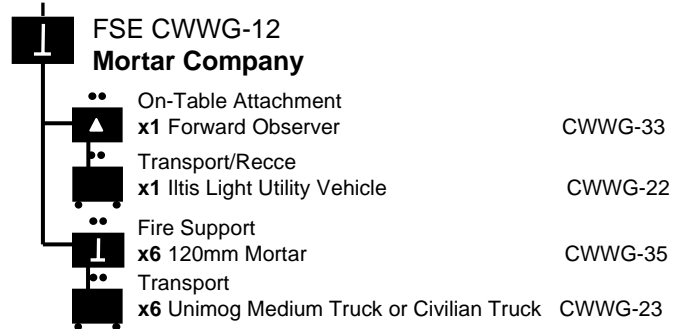 FSE CWWG-12
Mortar Company
On-Table Attachment
x1 Forward Observer CWWG-33
Transport/Recce
x1 Iltis Light Utility Vehicle CWWG-22
Fire Support
x6 120mm Mortar CWWG-35
Transport
x6 Unimog Medium Truck or Civilian Truck CWWG-23